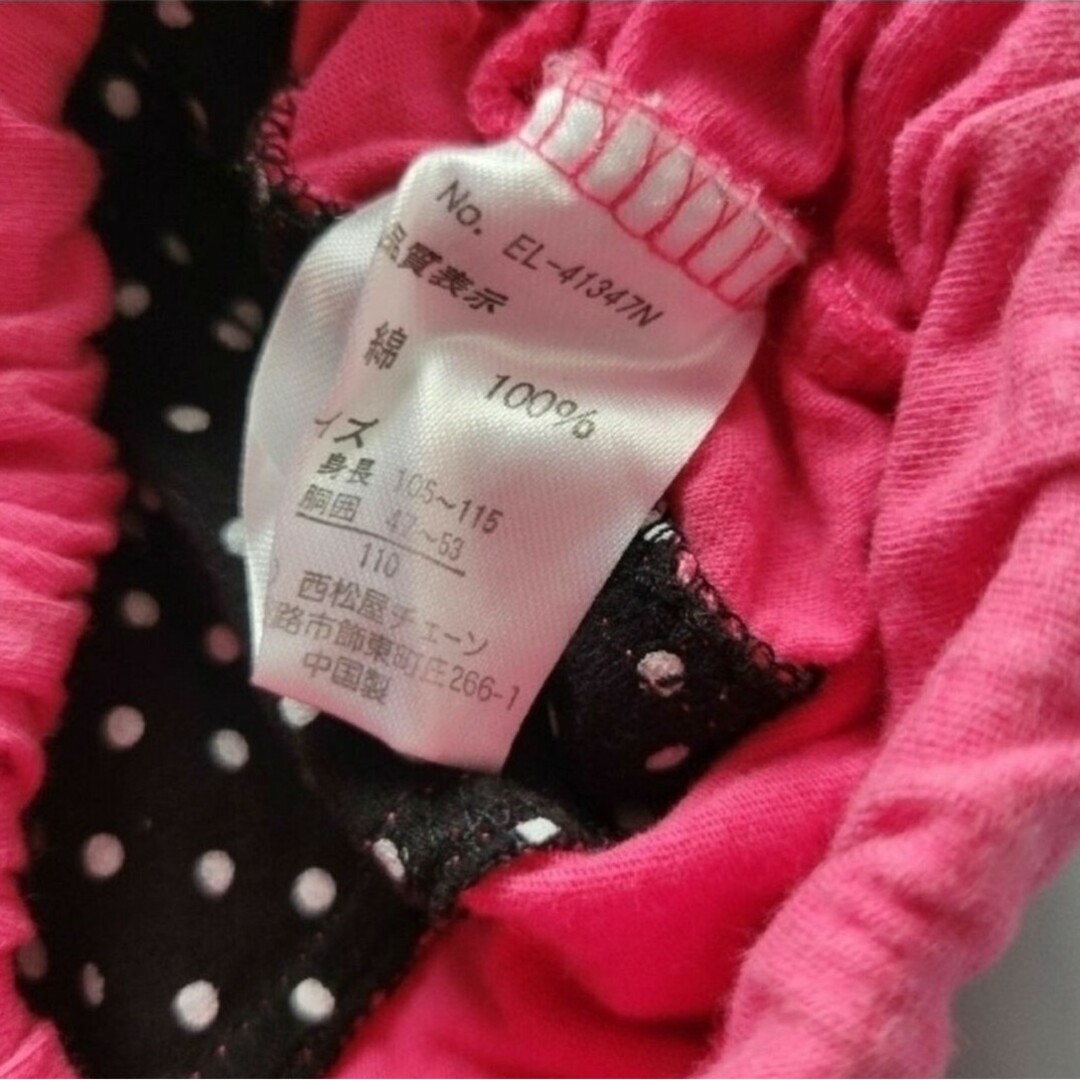 No. EL-41347N
品質表示
綿 100%
イズ
身長 105~115
胴囲 47~53
110
西松屋チェーン
路市飾東町庄266-1
中国製